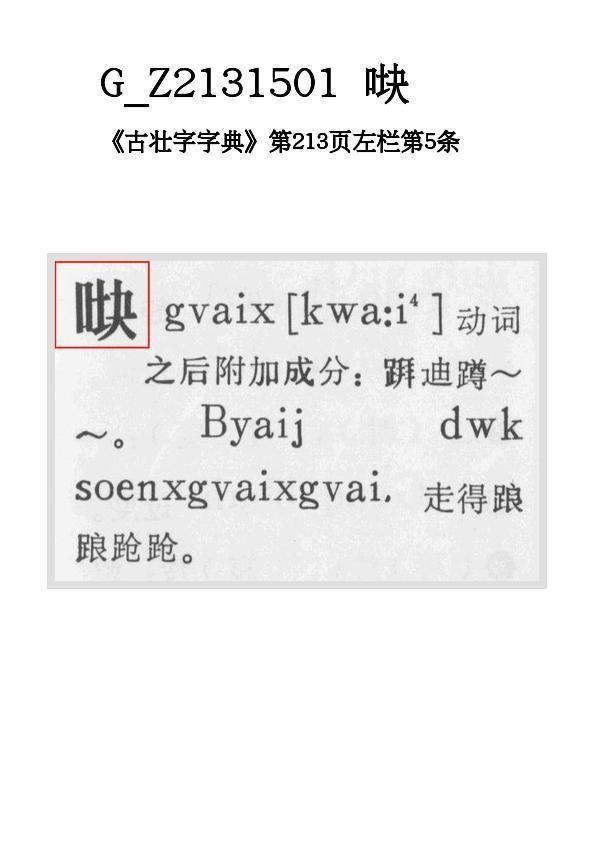 G_Z2131501
《古壮字字典》第213页左栏第5条
gvaix [kwa:i⁴] 动词
之后附加成分：跰迪蹲～
～。 Byaij dwk
soenxgvaixgvai. 走得踉
踉跄跄。